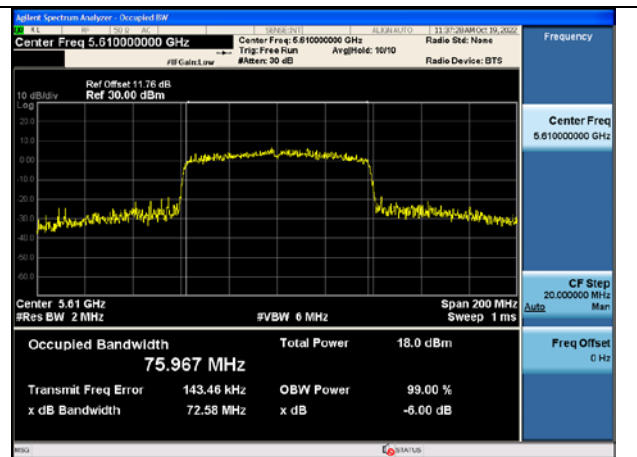 Agilent Spectrum Analyzer - Occupied BW
RL RF 50 Ω AC SENSE:INT ALIGN AUTO 11:37:28 AM Oct 19, 2022
Center Freq 5.610000000 GHz Center Freq: 5.610000000 GHz Radio Std: None Frequency
Trig: Free Run Avg|Hold: 10/10
#IFGain:Low #Atten: 30 dB Radio Device: BTS
Ref Offset 11.76 dB
10 dB/div Ref 30.00 dBm
Log
20.0
10.0
0.00
-10.0
-20.0
-30.0
-40.0
-50.0
-60.0
Center Freq
5.610000000 GHz
CF Step
20.000000 MHz
Auto Man
Center 5.61 GHz Span 200 MHz
#Res BW 2 MHz #VBW 6 MHz Sweep 1 ms
Occupied Bandwidth Total Power 18.0 dBm
75.967 MHz
Freq Offset
0 Hz
Transmit Freq Error 143.46 kHz OBW Power 99.00 %
x dB Bandwidth 72.58 MHz x dB -6.00 dB
MSG STATUS